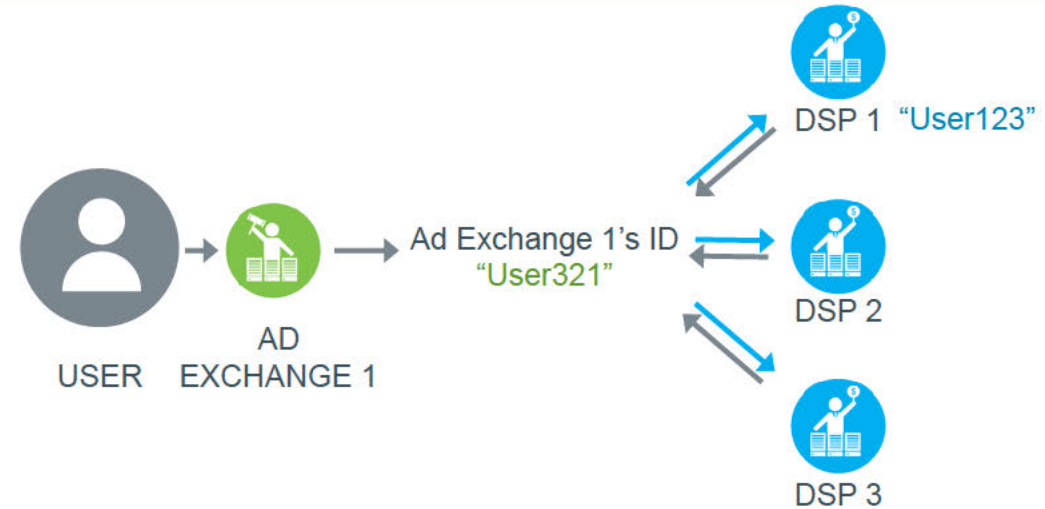 DSP 1 “User123”
Ad Exchange 1’s ID
“User321”
DSP 2
AD
EXCHANGE 1
USER
DSP 3